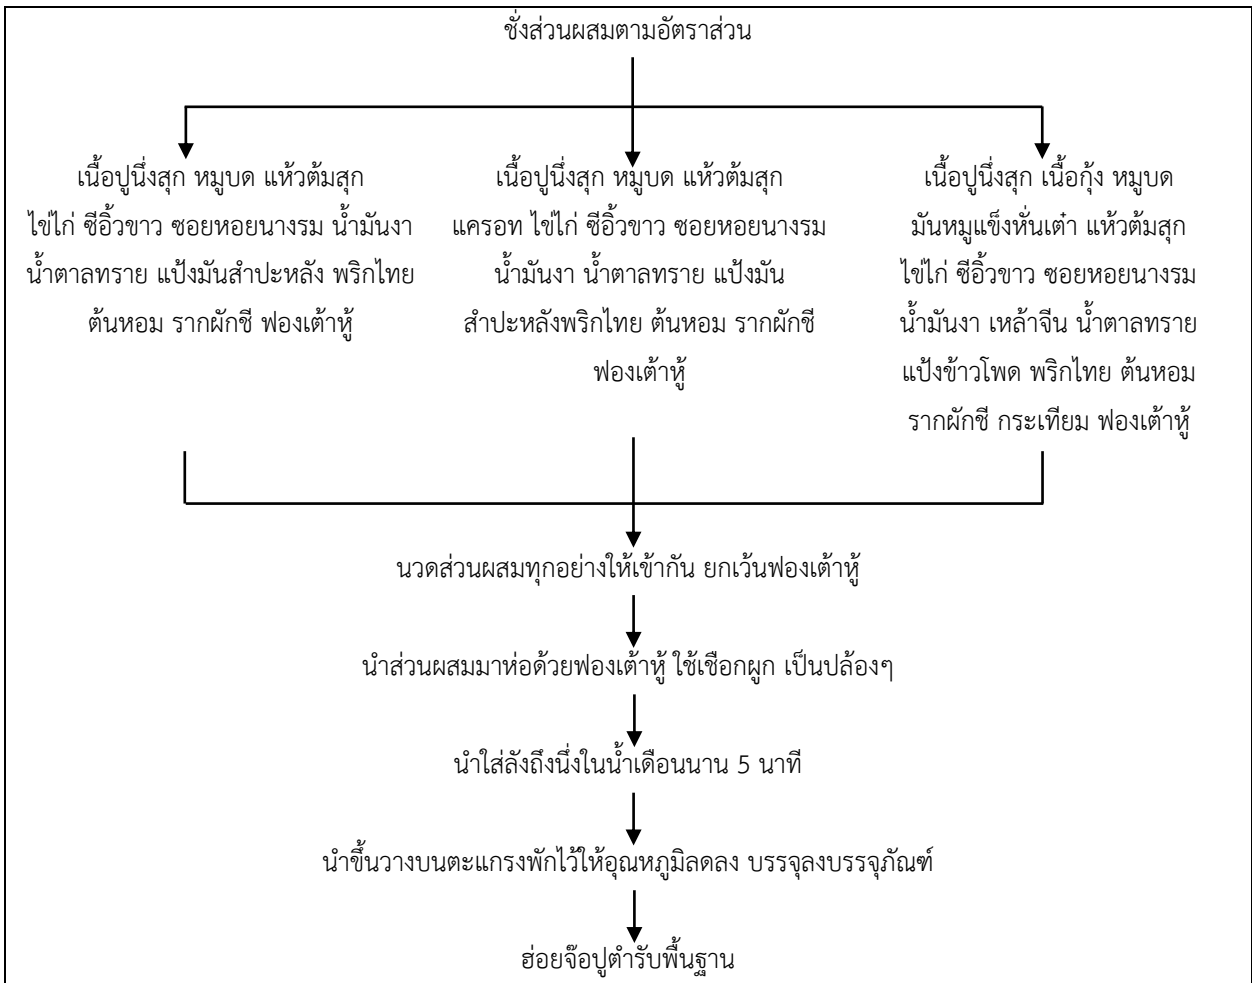 ชั่งส่วนผสมตามอัตราส่วน
เนื้อปูนึ่งสุก หมูบด แห้วต้มสุก
ไข่ไก่ ซีอิ้วขาว ซอยหอยนางรม น้ำมันงา
น้ำตาลทราย แป้งมันสำปะหลัง พริกไทย
ต้นหอม รากผักชี ฟองเต้าหู้
เนื้อปูนึ่งสุก หมูบด แห้วต้มสุก
แครอท ไข่ไก่ ซีอิ้วขาว ซอยหอยนางรม
น้ำมันงา น้ำตาลทราย แป้งมัน
สำปะหลังพริกไทย ต้นหอม รากผักชี
ฟองเต้าหู้
เนื้อปูนึ่งสุก เนื้อกุ้ง หมูบด
มันหมูแข็งหั่นเต๋า แห้วต้มสุก
ไข่ไก่ ซีอิ้วขาว ซอยหอยนางรม
น้ำมันงา เหล้าจีน น้ำตาลทราย
แป้งข้าวโพด พริกไทย ต้นหอม
รากผักชี กระเทียม ฟองเต้าหู้
นวดส่วนผสมทุกอย่างให้เข้ากัน ยกเว้นฟองเต้าหู้
นำส่วนผสมมาห่อด้วยฟองเต้าหู้ ใช้เชือกผูก เป็นปล้องๆ
นำใส่ลังถึงนึ่งในน้ำเดือนนาน 5 นาที
นำขึ้นวางบนตะแกรงพักไว้ให้อุณหภูมิลดลง บรรจุลงบรรจุภัณฑ์
ฮ่อยจ๊อปูตำรับพื้นฐาน